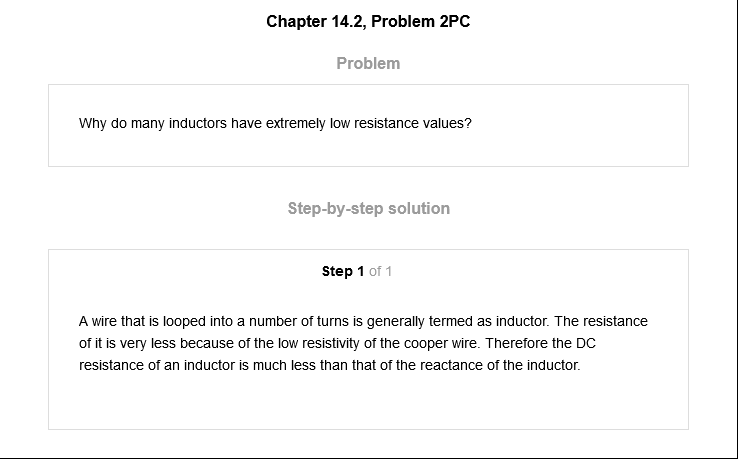 Chapter 14.2, Problem 2PC
Problem
Why do many inductors have extremely low resistance values?
Step-by-step solution
Step 1 of 1
A wire that is looped into a number of turns is generally termed as inductor. The resistance
of it is very less because of the low resistivity of the cooper wire. Therefore the DC
resistance of an inductor is much less than that of the reactance of the inductor.